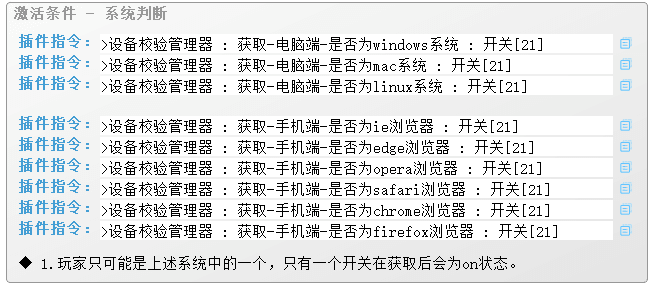 激活条件 - 系统判断
插件指令： >设备校验管理器 : 获取-电脑端-是否为windows系统 : 开关[21]
插件指令： >设备校验管理器 : 获取-电脑端-是否为mac系统 : 开关[21]
插件指令： >设备校验管理器 : 获取-电脑端-是否为linux系统 : 开关[21]
插件指令： >设备校验管理器 : 获取-手机端-是否为ie浏览器 : 开关[21]
插件指令： >设备校验管理器 : 获取-手机端-是否为edge浏览器 : 开关[21]
插件指令： >设备校验管理器 : 获取-手机端-是否为opera浏览器 : 开关[21]
插件指令： >设备校验管理器 : 获取-手机端-是否为safari浏览器 : 开关[21]
插件指令： >设备校验管理器 : 获取-手机端-是否为chrome浏览器 : 开关[21]
插件指令： >设备校验管理器 : 获取-手机端-是否为firefox浏览器 : 开关[21]
◆ 1.玩家只可能是上述系统中的一个，只有一个开关在获取后会为on状态。